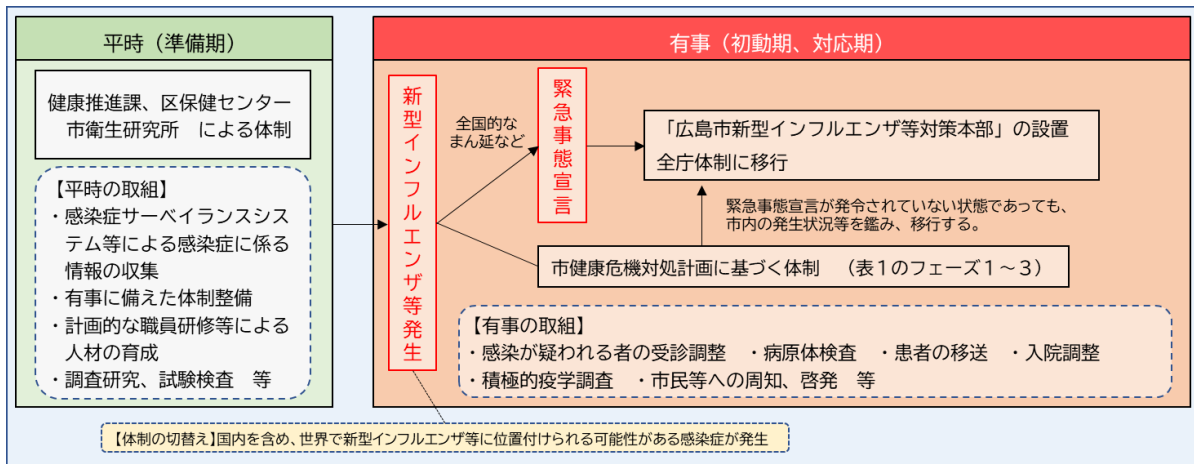 平時（準備期）
健康推進課、区保健センター
市衛生研究所　による体制
【平時の取組】
・感染症サーベイランスシス
テム等による感染症に係る
情報の収集
・有事に備えた体制整備
・計画的な職員研修等による
人材の育成
・調査研究、試験検査　等
有事（初動期、対応期）
新型インフルエンザ等発生
全国的な
まん延など
緊急事態宣言
「広島市新型インフルエンザ等対策本部」の設置
全庁体制に移行
緊急事態宣言が発令されていない状態であっても、
市内の発生状況等を鑑み、移行する。
市健康危機対処計画に基づく体制　（表１のフェーズ１～３）
【有事の取組】
・感染が疑われる者の受診調整　・病原体検査　・患者の移送　・入院調整
・積極的疫学調査　・市民等への周知、啓発　等
【体制の切替え】国内を含め、世界で新型インフルエンザ等に位置付けられる可能性がある感染症が発生